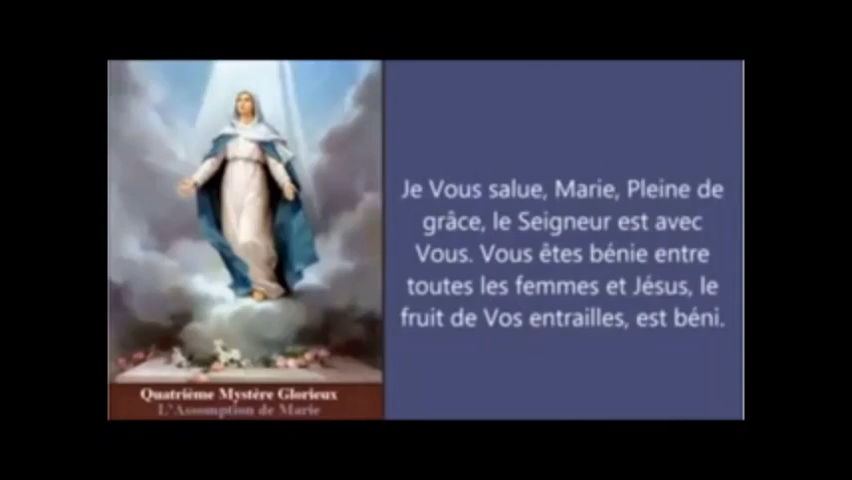 Je Vous salue, Marie, Pleine de
grâce, le Seigneur est avec
Vous. Vous êtes bénie entre
toutes les femmes et Jésus, le
fruit de Vos entrailles, est béni.
Quatrième Mystère Glorieux
L'Assomption de Marie